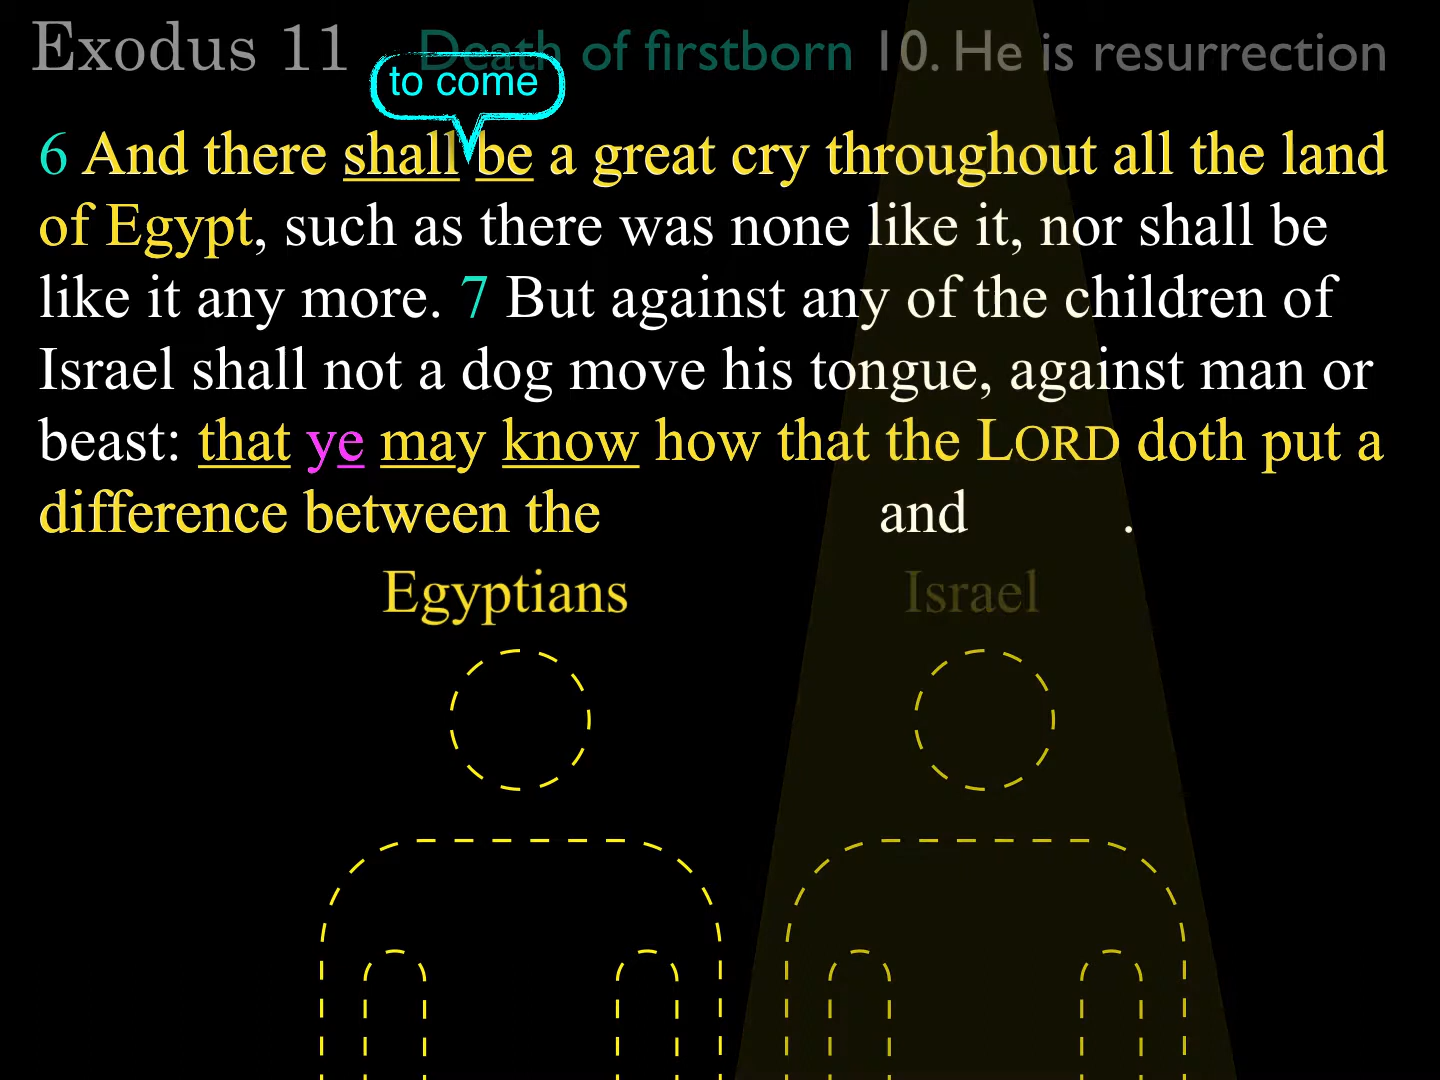 Exodus 11 Death of firstborn 10. He is resurrection
to come
6 And there shall be a great cry throughout all the land
of Egypt, such as there was none like it, nor shall be
like it any more. 7 But against any of the children of
Israel shall not a dog move his tongue, against man or
beast: that ye may know how that the LORD doth put a
difference between the and .
Egyptians Israel